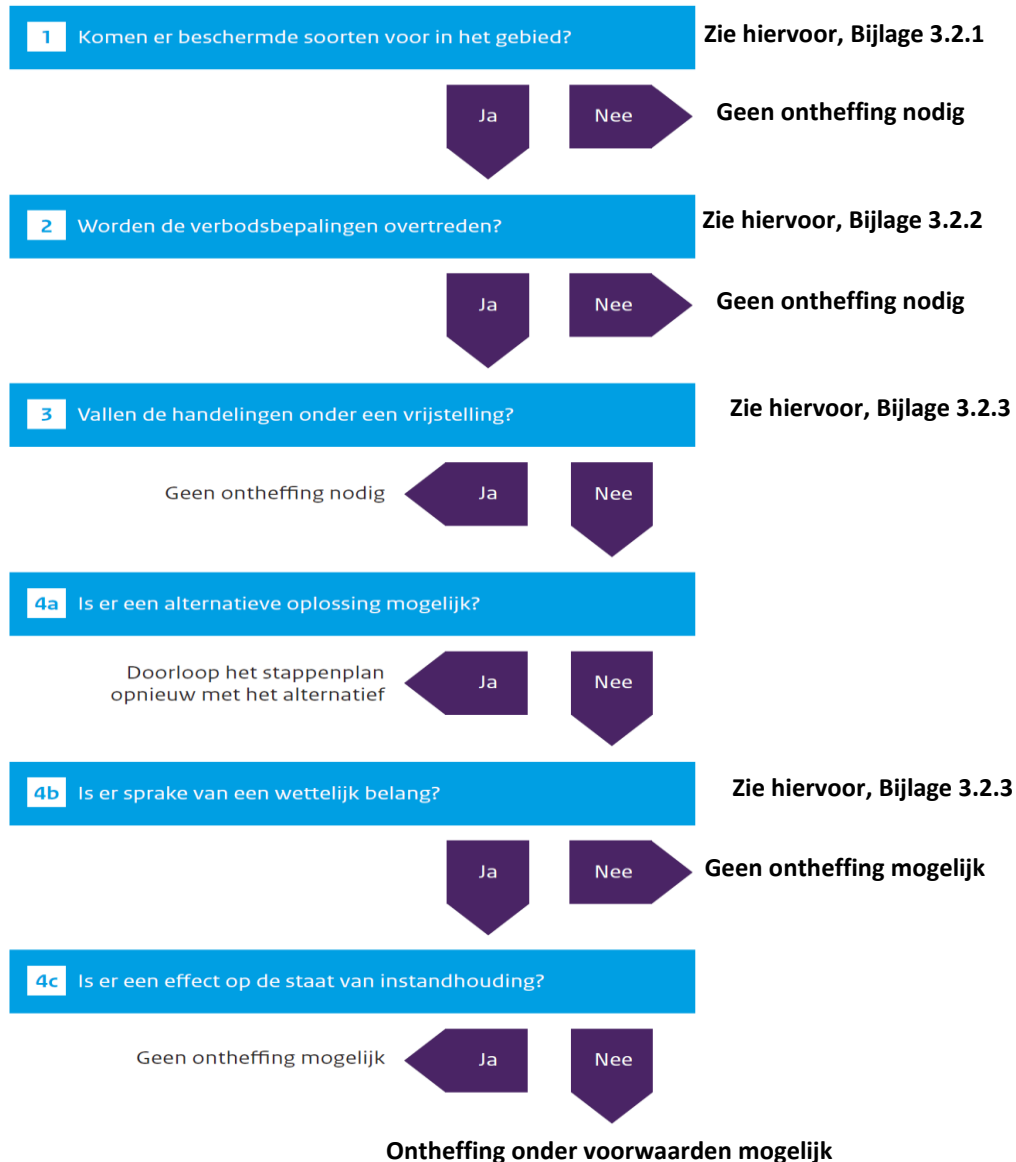 1 Komen er beschermde soorten voor in het gebied?
Zie hiervoor, Bijlage 3.2.1
Ja
Nee
Geen ontheffing nodig
2 Worden de verbodsbepalingen overtreden?
Zie hiervoor, Bijlage 3.2.2
Ja
Nee
Geen ontheffing nodig
3 Vallen de handelingen onder een vrijstelling?
Zie hiervoor, Bijlage 3.2.3
Geen ontheffing nodig
Ja
Nee
4a Is er een alternatieve oplossing mogelijk?
Doorloop het stappenplan
opnieuw met het alternatief
Ja
Nee
4b Is er sprake van een wettelijk belang?
Zie hiervoor, Bijlage 3.2.3
Ja
Nee
Geen ontheffing mogelijk
4c Is er een effect op de staat van instandhouding?
Geen ontheffing mogelijk
Ja
Nee
Ontheffing onder voorwaarden mogelijk